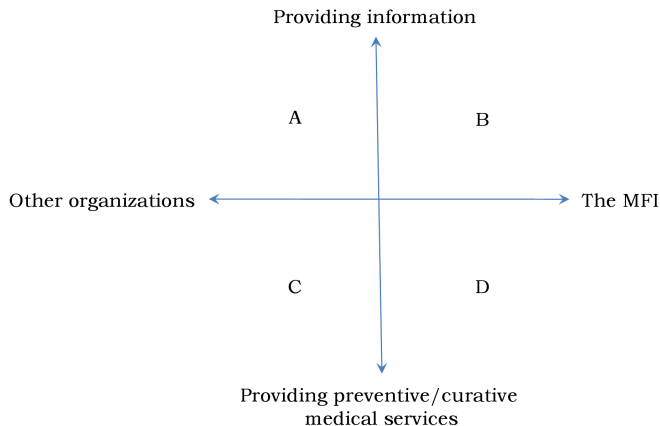 Providing information
A
B
Other organizations
The MFI
C
D
Providing preventive/curative
medical services